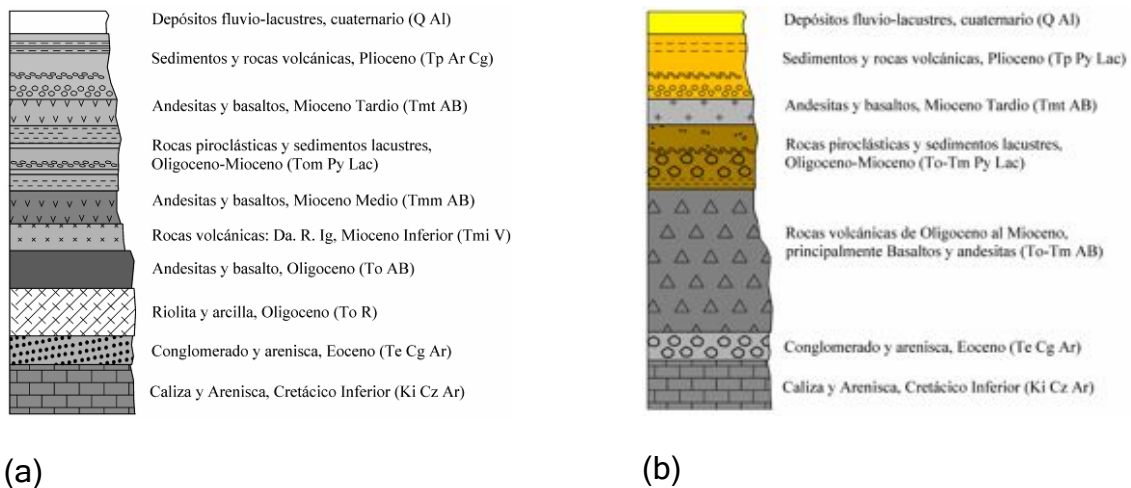 Depósitos fluvio-lacustres, cuaternario (Q Al)
Sedimentos y rocas volcánicas, Plioceno (Tp Ar Cg)
Andesitas y basaltos, Mioceno Tardio (Tmt AB)
Rocas piroclásticas y sedimentos lacustres,
Oligoceno-Mioceno (Tom Py Lac)
Andesitas y basaltos, Mioceno Medio (Tmm AB)
Rocas volcánicas: Da. R. Ig, Mioceno Inferior (Tmi V)
Andesitas y basalto, Oligoceno (To AB)
Riolita y arcilla, Oligoceno (To R)
Conglomerado y arenisca, Eoceno (Te Cg Ar)
Caliza y Arenisca, Cretácico Inferior (Ki Cz Ar)
(a)
Depósitos fluvio-lacustres, cuaternario (Q Al)
Sedimentos y rocas volcánicas, Plioceno (Tp Py Lac)
Andesitas y basaltos, Mioceno Tardio (Tmt AB)
Rocas piroclásticas y sedimentos lacustres,
Oligoceno-Mioceno (To-Tm Py Lac)
Rocas volcánicas de Oligoceno al Mioceno,
principalmente Basaltos y andesitas (To-Tm AB)
Conglomerado y arenisca, Eoceno (Te Cg Ar)
Caliza y Arenisca, Cretácico Inferior (Ki Cz Ar)
(b)